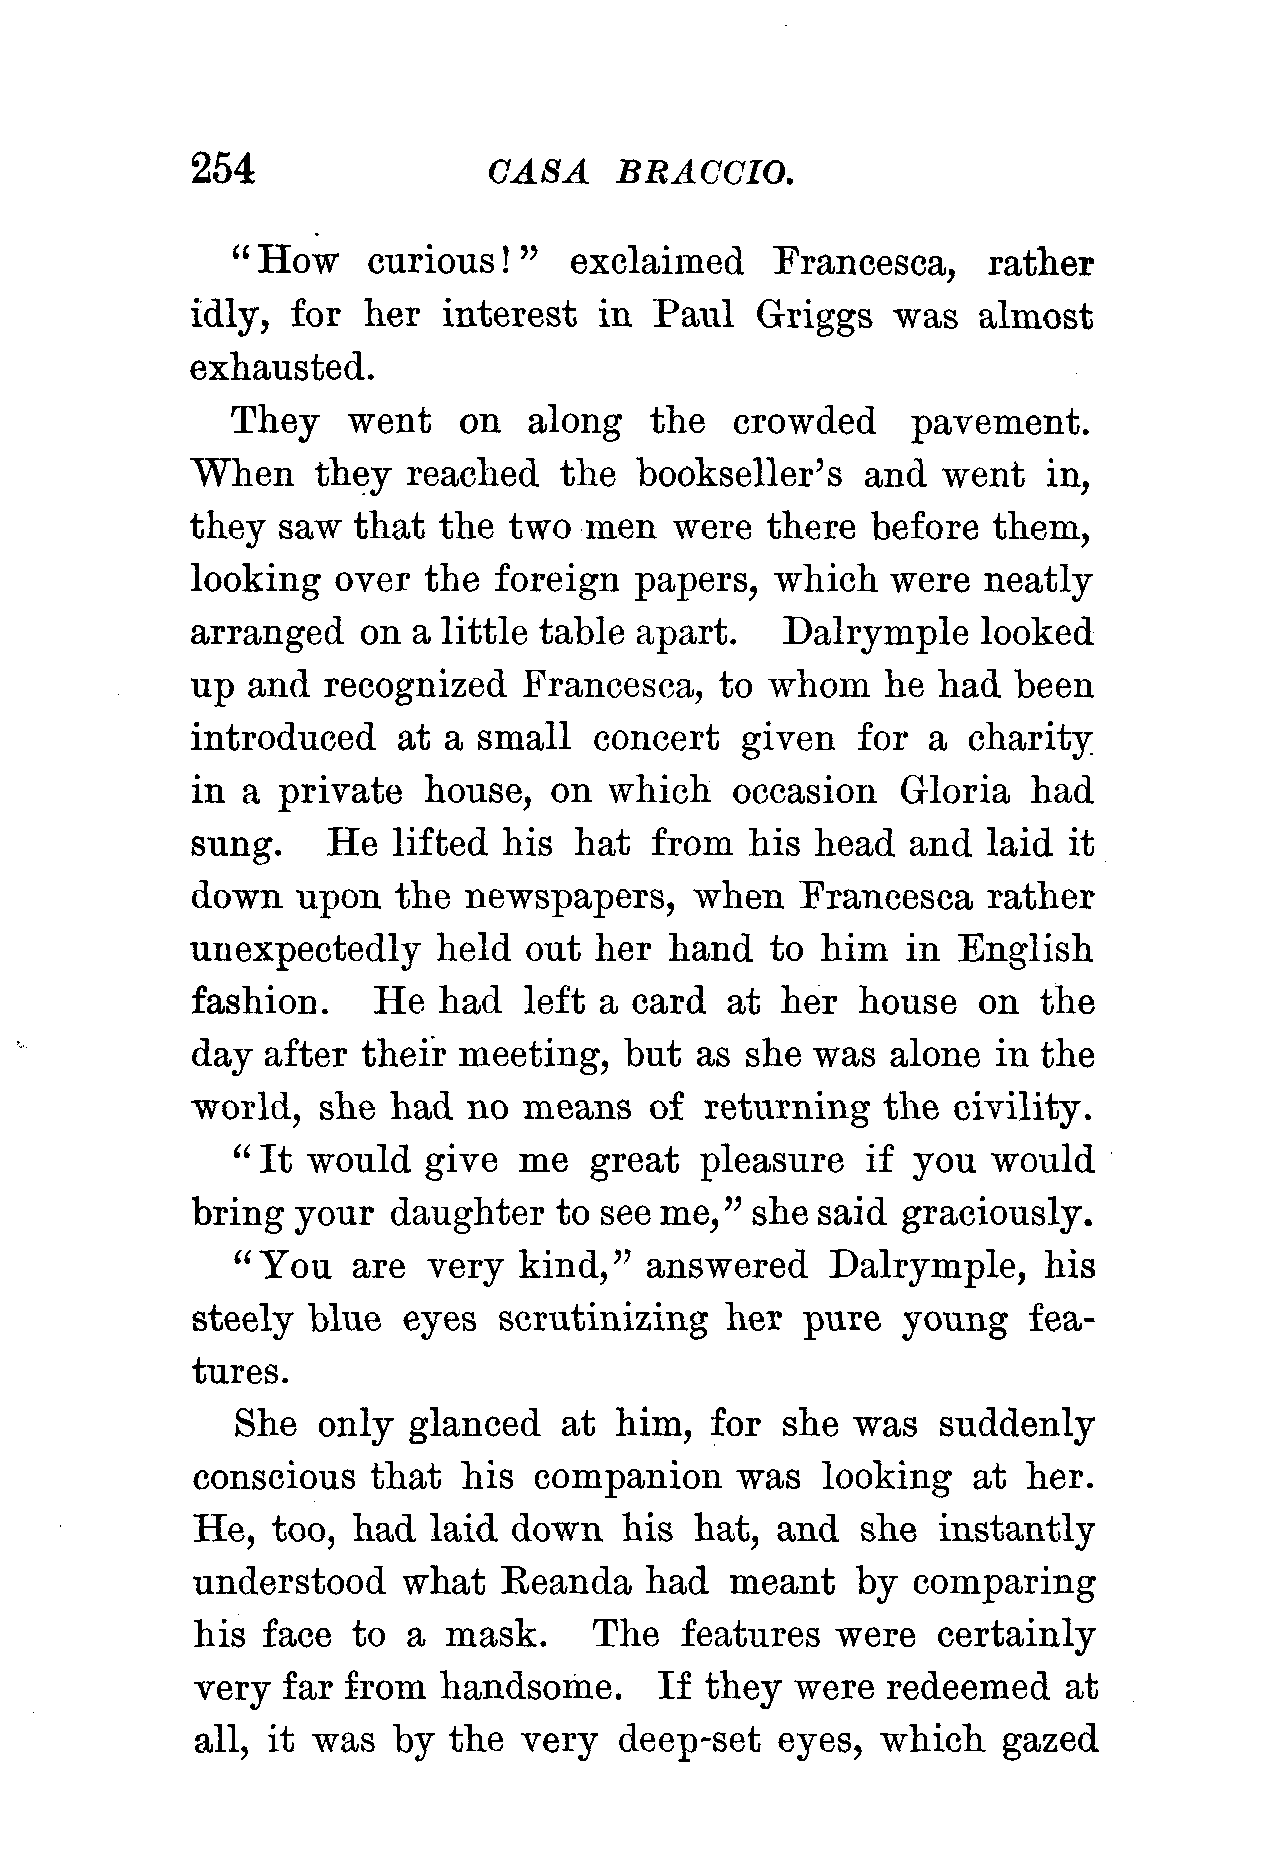 254 CASA BRACCIO.
"How curious!" exclaimed Francesca, rather
idly, for her interest in Paul Griggs was almost
exhausted.
They went on along the crowded pavement.
When they reached the bookseller's and went in,
they saw that the two men were there before them,
looking over the foreign papers, which were neatly
arranged on a little table apart. Dalrymple looked
up and recognized Francesca, to whom he had been
introduced at a small concert given for a charity
in a private house, on which occasion Gloria had
sung. He lifted his hat from his head and laid it
down upon the newspapers, when Francesca rather
unexpectedly held out her hand to him in English
fashion. He had left a card at her house on the
day after their meeting, but as she was alone in the
world, she had no means of returning the civility.
"It would give me great pleasure if you would
bring your daughter to see me," she said graciously.
"You are very kind," answered Dalrymple, his
steely blue eyes scrutinizing her pure young fea-
tures.
She only glanced at him, for she was suddenly
conscious that his companion was looking at her.
He, too, had laid down his hat, and she instantly
understood what Reanda had meant by comparing
his face to a mask. The features were certainly
very far from handsome. If they were redeemed at
all, it was by the very deep-set eyes, which gazed